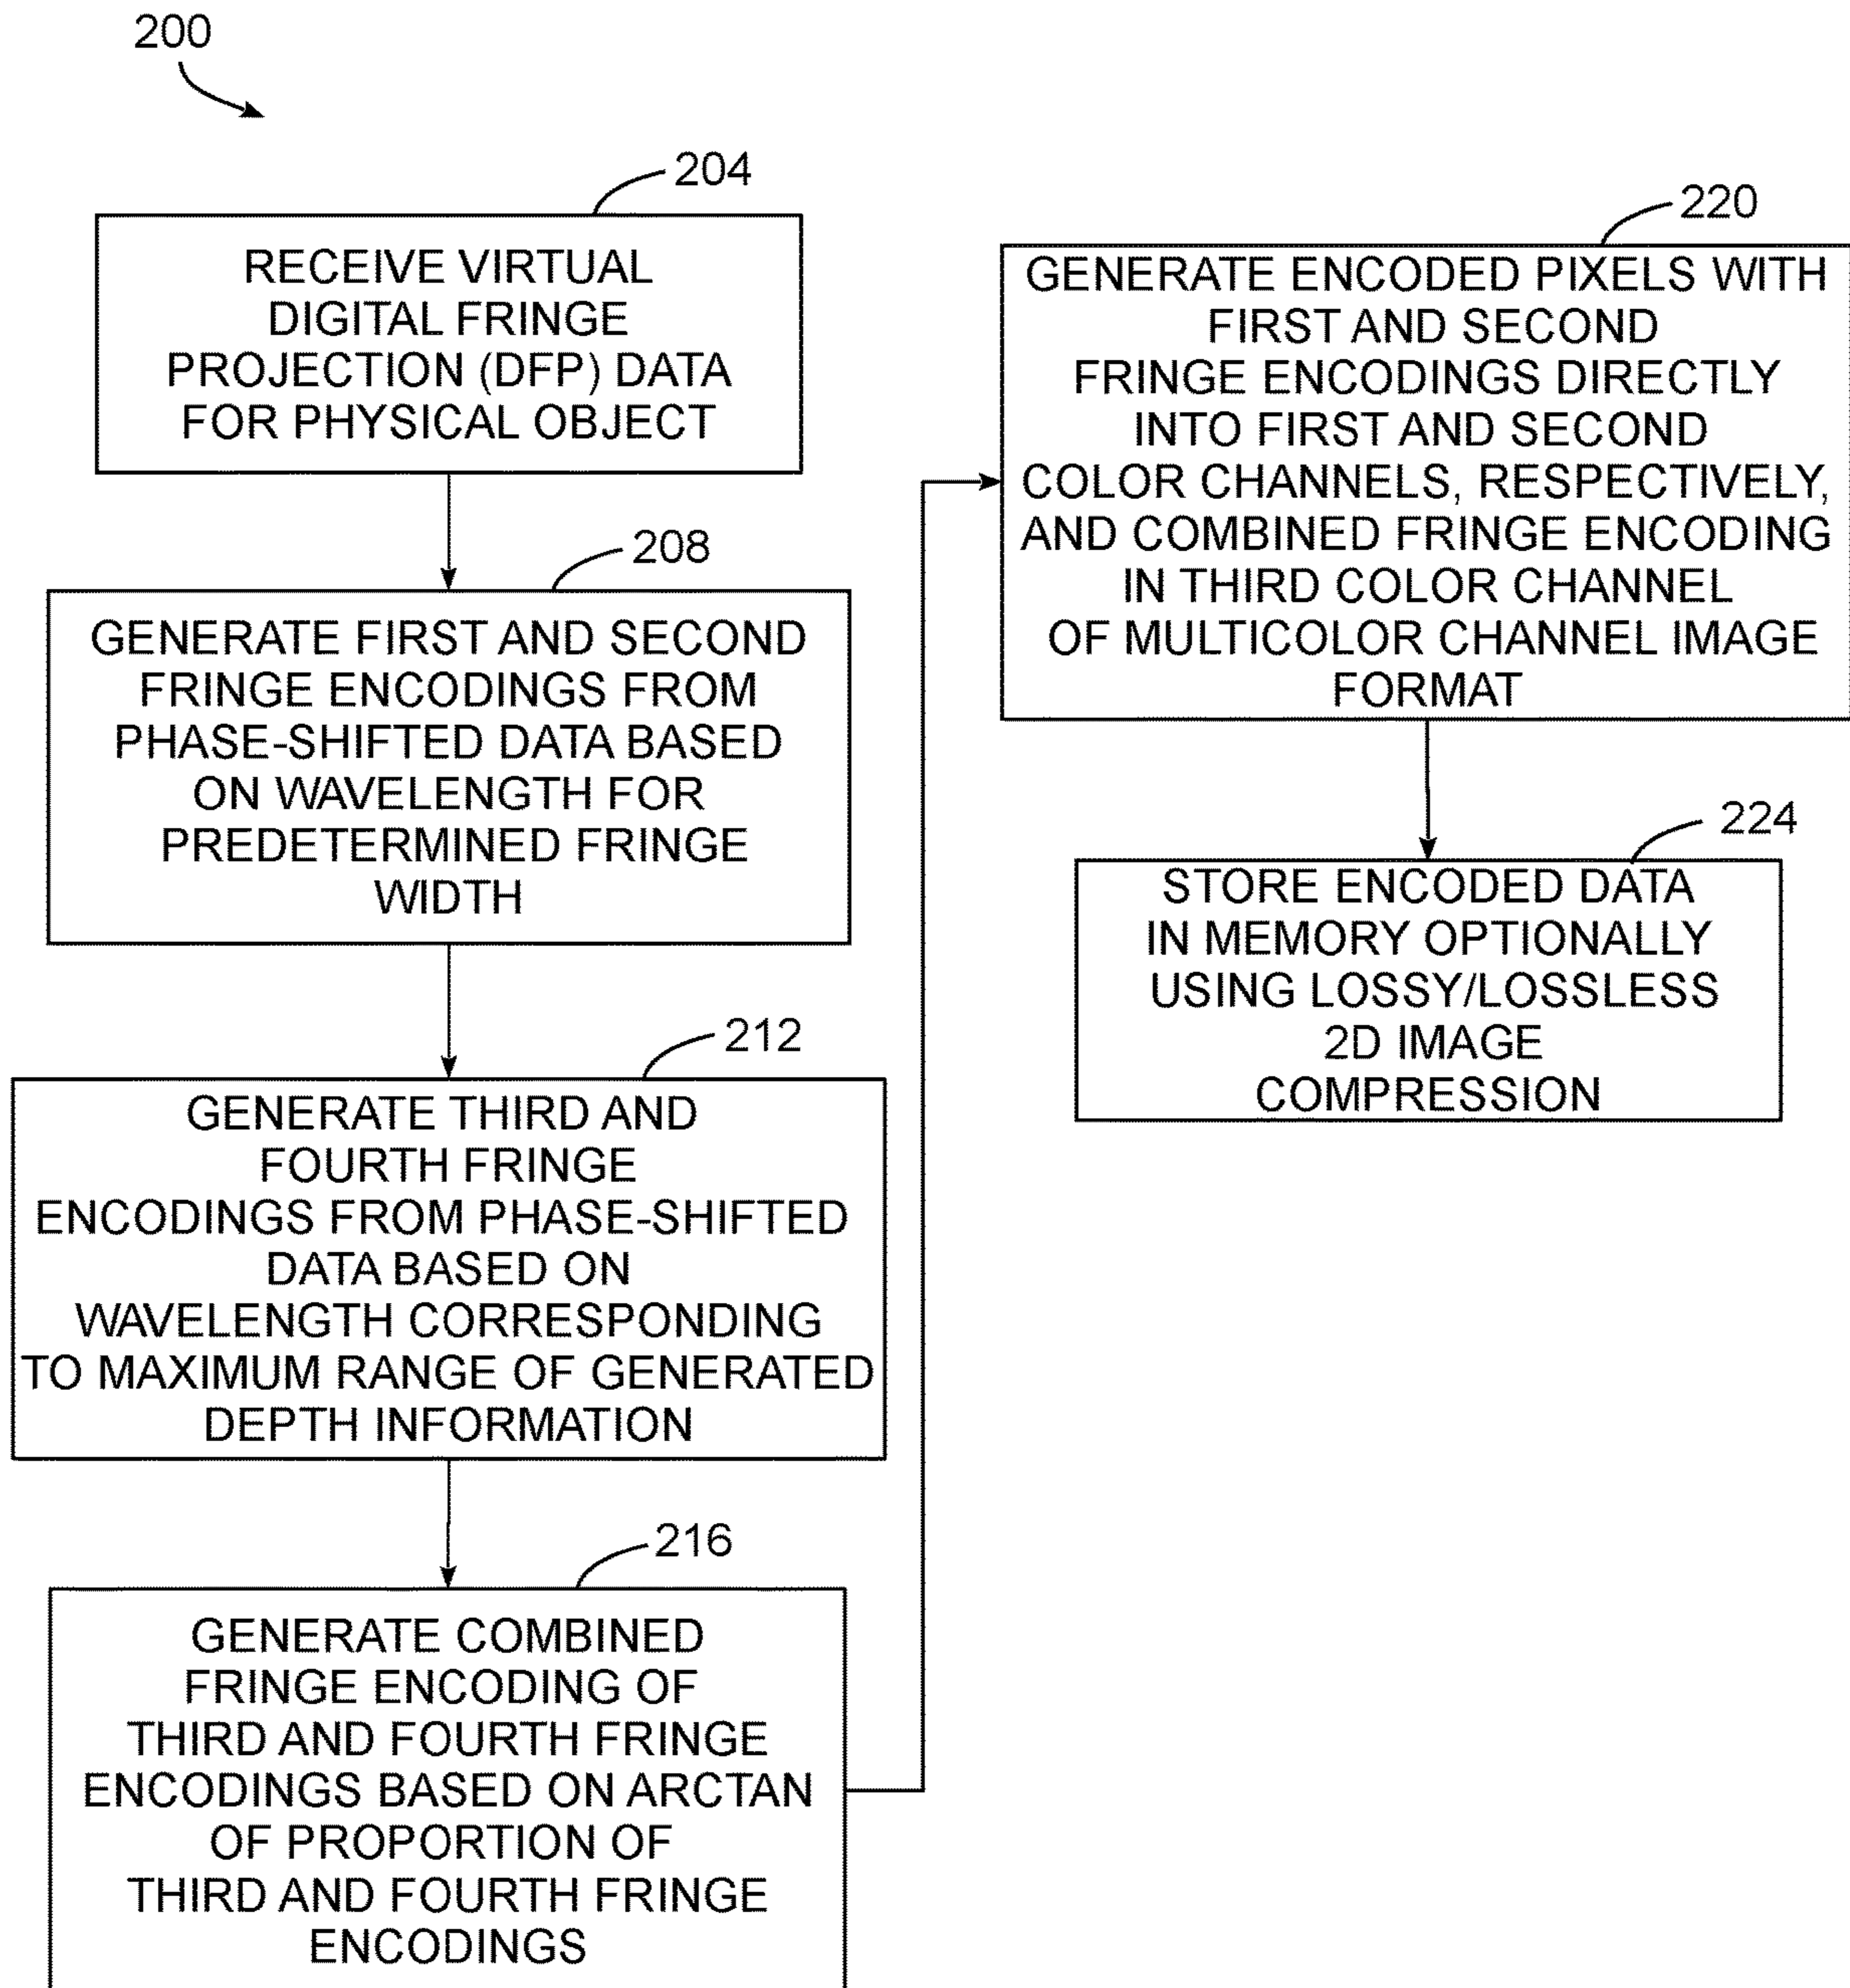 200
204
RECEIVE VIRTUAL
DIGITAL FRINGE
PROJECTION (DFP) DATA
FOR PHYSICAL OBJECT
208
GENERATE FIRST AND SECOND
FRINGE ENCODINGS FROM
PHASE-SHIFTED DATA BASED
ON WAVELENGTH FOR
PREDETERMINED FRINGE
WIDTH
212
GENERATE THIRD AND
FOURTH FRINGE
ENCODINGS FROM PHASE-SHIFTED
DATA BASED ON
WAVELENGTH CORRESPONDING
TO MAXIMUM RANGE OF GENERATED
DEPTH INFORMATION
216
GENERATE COMBINED
FRINGE ENCODING OF
THIRD AND FOURTH FRINGE
ENCODINGS BASED ON ARCTAN
OF PROPORTION OF
THIRD AND FOURTH FRINGE
ENCODINGS
220
GENERATE ENCODED PIXELS WITH
FIRST AND SECOND
FRINGE ENCODINGS DIRECTLY
INTO FIRST AND SECOND
COLOR CHANNELS, RESPECTIVELY,
AND COMBINED FRINGE ENCODING
IN THIRD COLOR CHANNEL
OF MULTICOLOR CHANNEL IMAGE
FORMAT
224
STORE ENCODED DATA
IN MEMORY OPTIONALLY
USING LOSSY/LOSSLESS
2D IMAGE
COMPRESSION